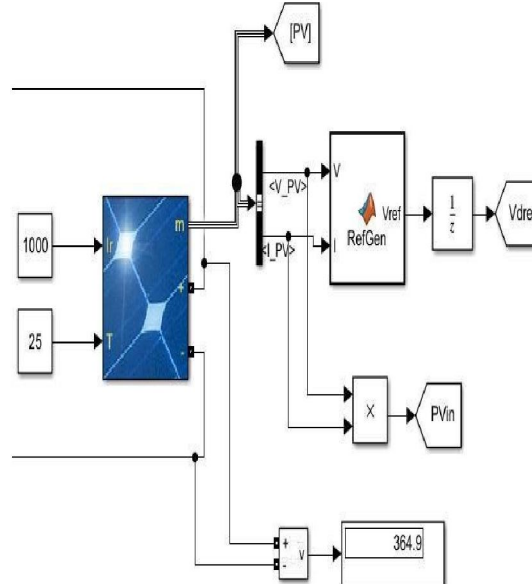 [PV]
<V_PV>
V
Vref
RefGen
I
1
z
Vdre
m
1000
Ir
<I_PV>
+
25
T
-
×
PVin
+
-
v
364.9